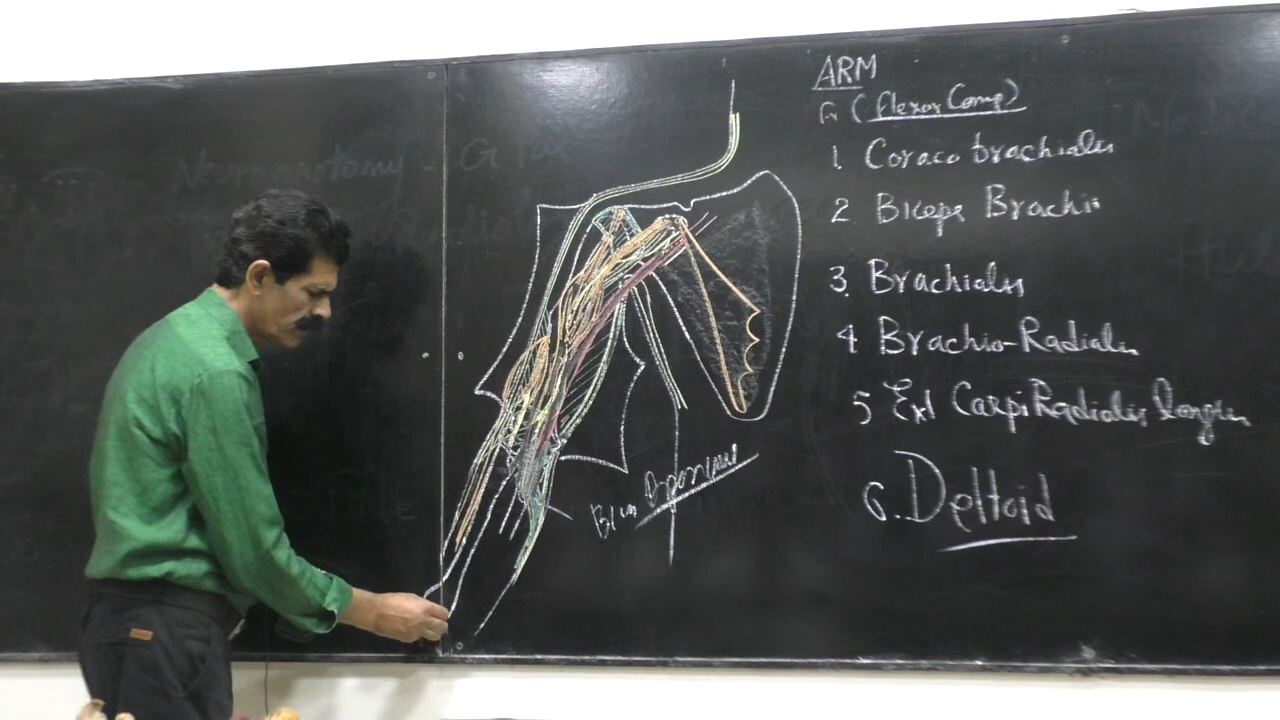 ARM
(flexor Comp)
1. Coraco brachialis
2 Biceps Brachii
3. Brachialis
4 Brachio-Radialis
5 Ext Carpi Radialis longus
6. Deltoid